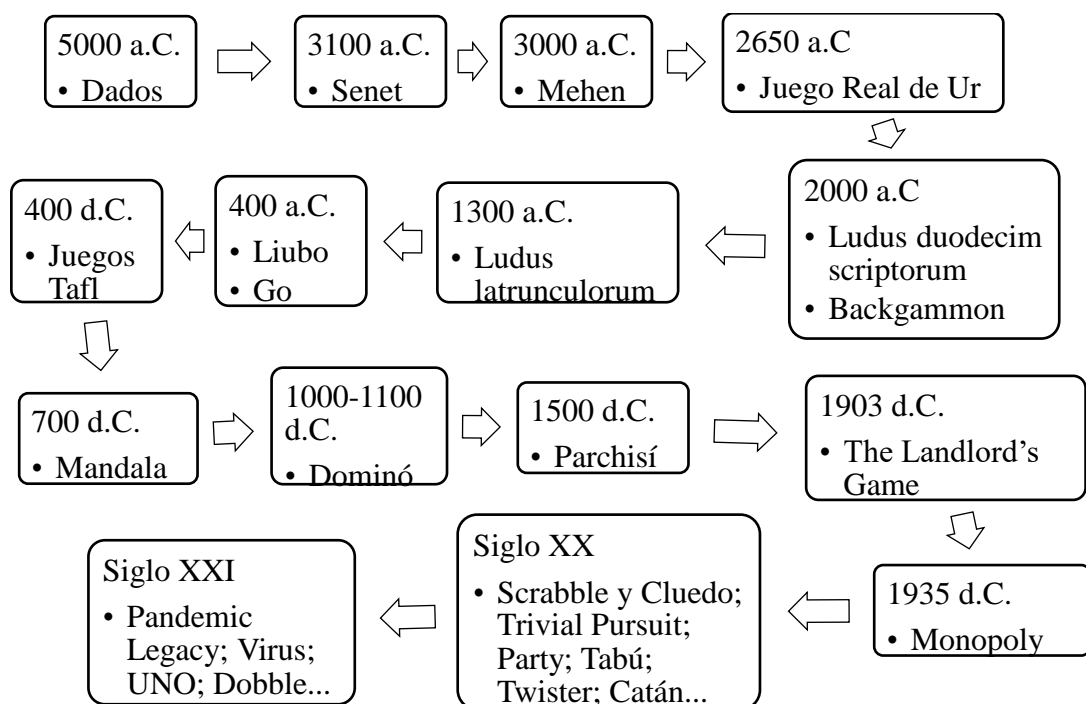 5000 a.C.
• Dados
3100 a.C.
• Senet
3000 a.C.
• Mehen
2650 a.C
• Juego Real de Ur
2000 a.C
• Ludus duodecim
scriptorum
• Backgammon
1300 a.C.
• Ludus
latrunculorum
400 a.C.
• Liubo
• Go
400 d.C.
• Juegos
Tafl
700 d.C.
• Mandala
1000-1100
d.C.
• Dominó
1500 d.C.
• Parchisí
1903 d.C.
• The Landlord’s
Game
1935 d.C.
• Monopoly
Siglo XX
• Scrabble y Cluedo;
Trivial Pursuit;
Party; Tabú;
Twister; Catán...
Siglo XXI
• Pandemic
Legacy; Virus;
UNO; Dobble...